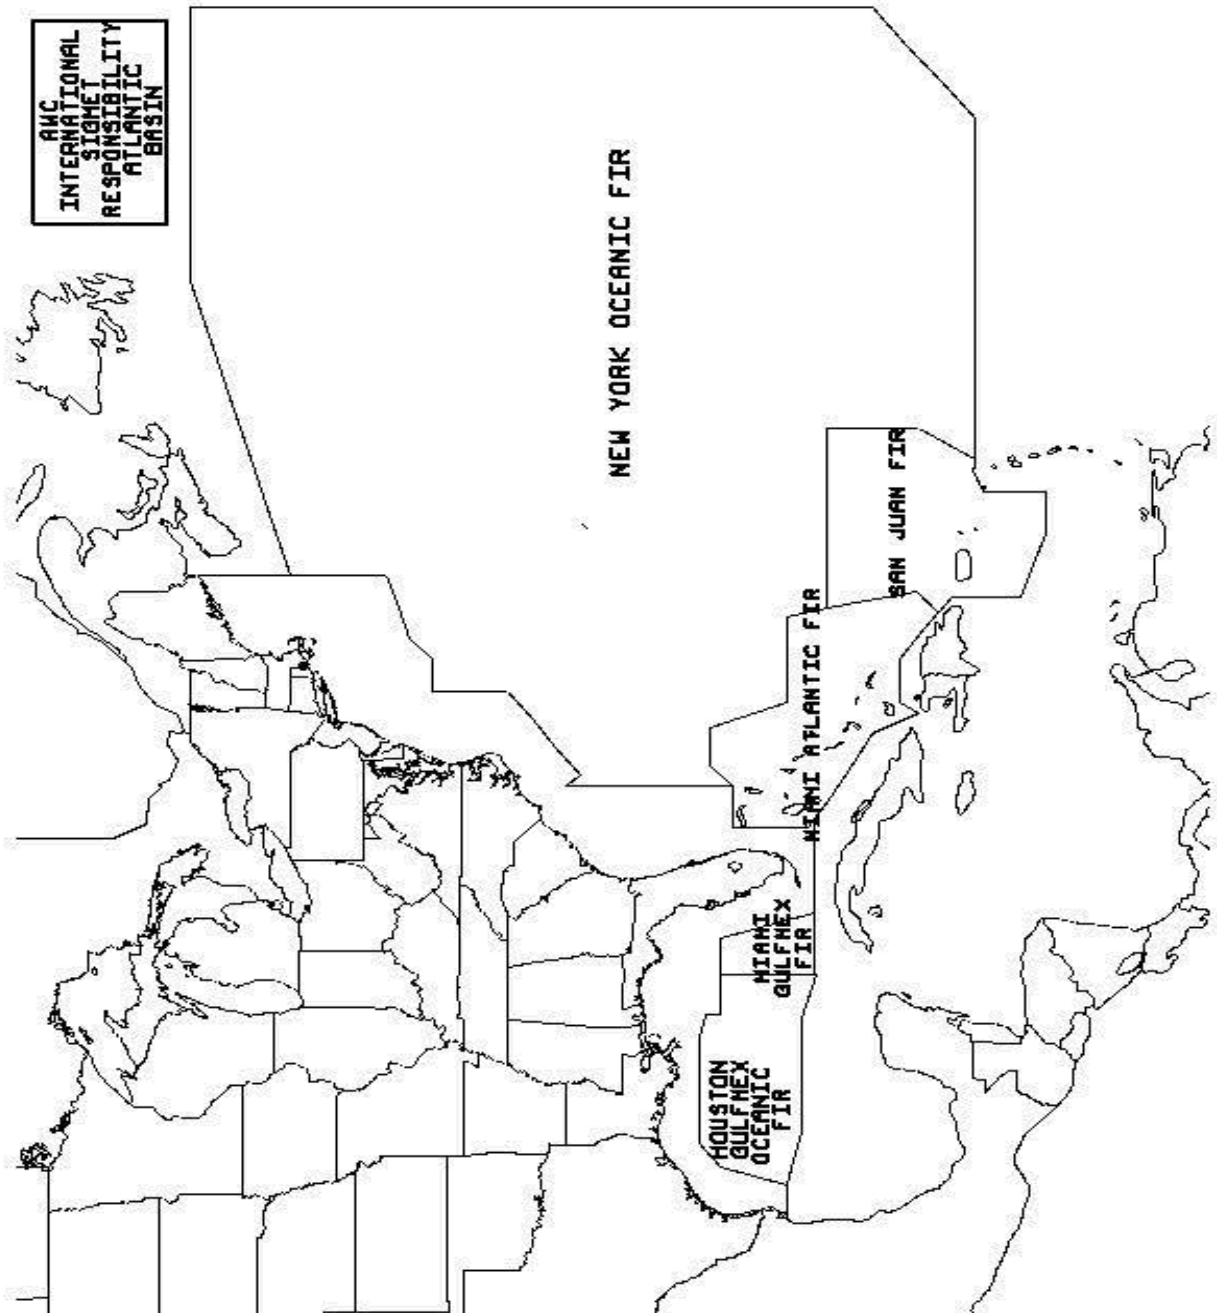 AWC
INTERNATIONAL
SIGMET
RESPONSIBILITY
ATLANTIC
BASIN
NEW YORK OCEANIC FIR
SAN JUAN FIR
MIAMI ATLANTIC FIR
MIAMI
GULFMEX
FIR
HOUSTON
GULFMEX
OCEANIC
FIR